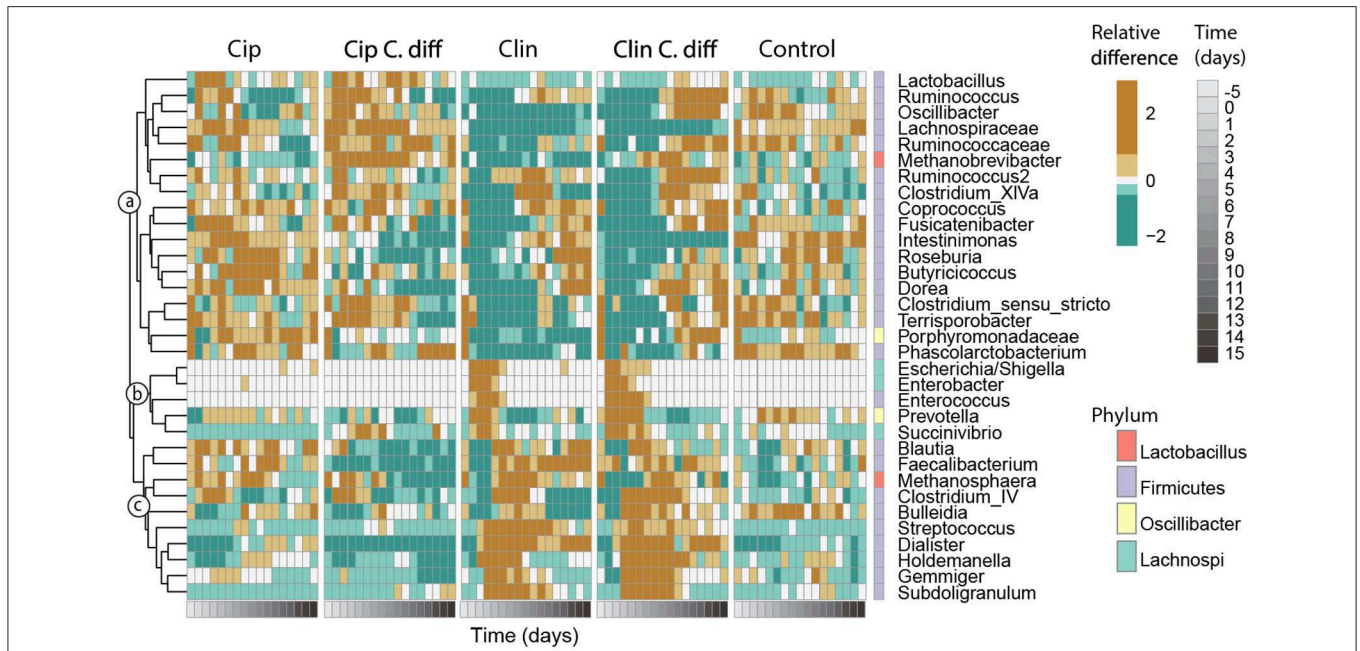 Cip
Cip C. diff
Clin
Clin C. diff
Control
Relative
difference
Time
(days)
Lactobacillus
Ruminococcus
Oscillibacter
Lachnospiraceae
Ruminococcaceae
Methanobrevibacter
Ruminococcus2
Clostridium_XIVa
Coprococcus
Fusicatenibacter
Intestinimonas
Roseburia
Butyricicoccus
Dorea
Clostridium_sensu_stricto
Terrisporobacter
Porphyromonadaceae
Phascolarctobacterium
Escherichia/Shigella
Enterobacter
Enterococcus
Prevotella
Succinivibrio
Blautia
Faecalibacterium
Methanosphaera
Clostridium_IV
Bulleidia
Streptococcus
Dialister
Holdemanella
Gemmiger
Subdoligranulum
a
b
c
2
0
−2
-5
0
1
2
3
4
5
6
7
8
9
10
11
12
13
14
15
Phylum
Lactobacillus
Firmicutes
Oscillibacter
Lachnospi
Time (days)